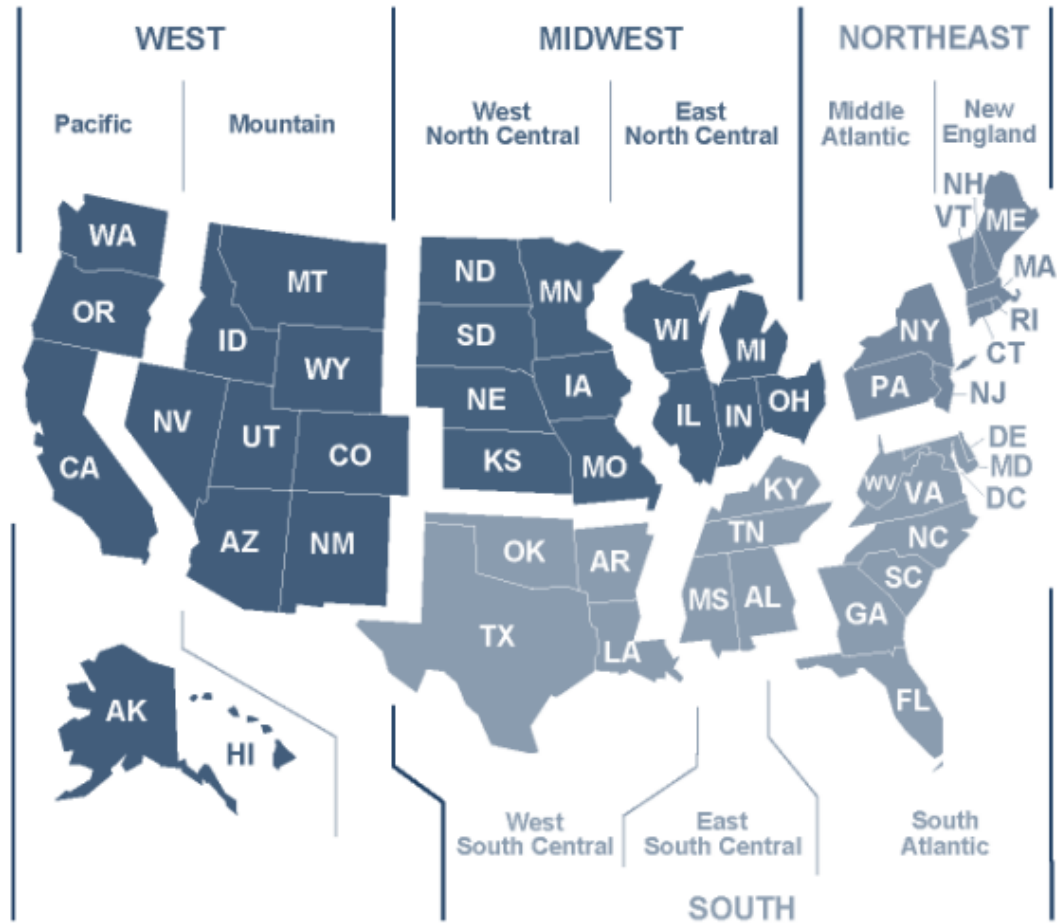 WEST
MIDWEST
NORTHEAST
Pacific
Mountain
West
North Central
East
North Central
Middle
Atlantic
New
England
WA
OR
CA
NV
ID
MT
WY
UT
CO
AZ
NM
AK
HI
ND
SD
NE
KS
MN
IA
MO
WI
MI
IL
IN
OH
NH
VT
ME
MA
RI
CT
NY
PA
NJ
DE
MD
DC
WV
VA
NC
SC
GA
FL
KY
TN
MS
AL
OK
AR
TX
LA
West
South Central
East
South Central
South
Atlantic
SOUTH